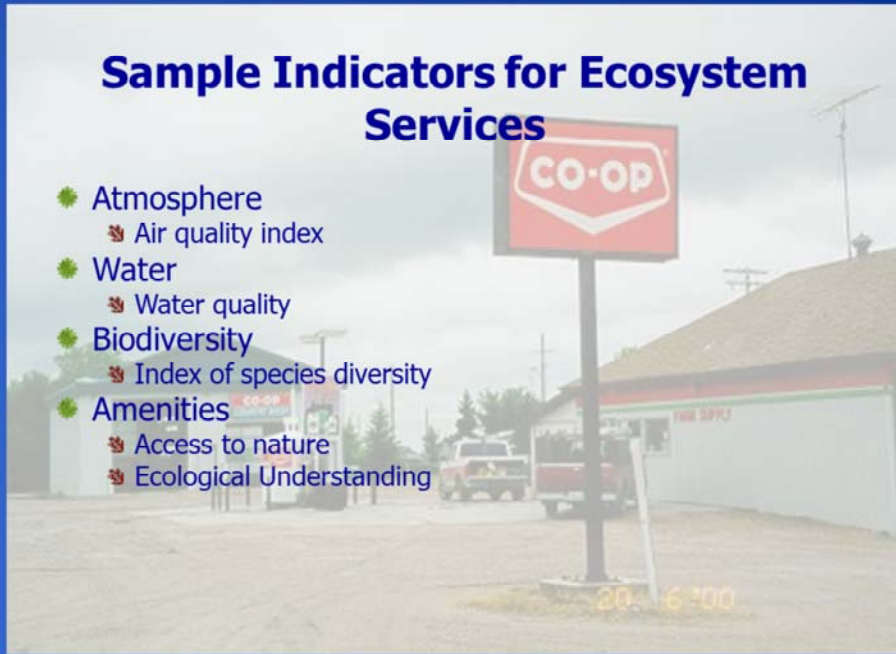 Sample Indicators for Ecosystem
Services
Atmosphere
Air quality index
Water
Water quality
Biodiversity
Index of species diversity
Amenities
Access to nature
Ecological Understanding
CO-OP
CO-OP
FARM SUPPLY
20 6 '00